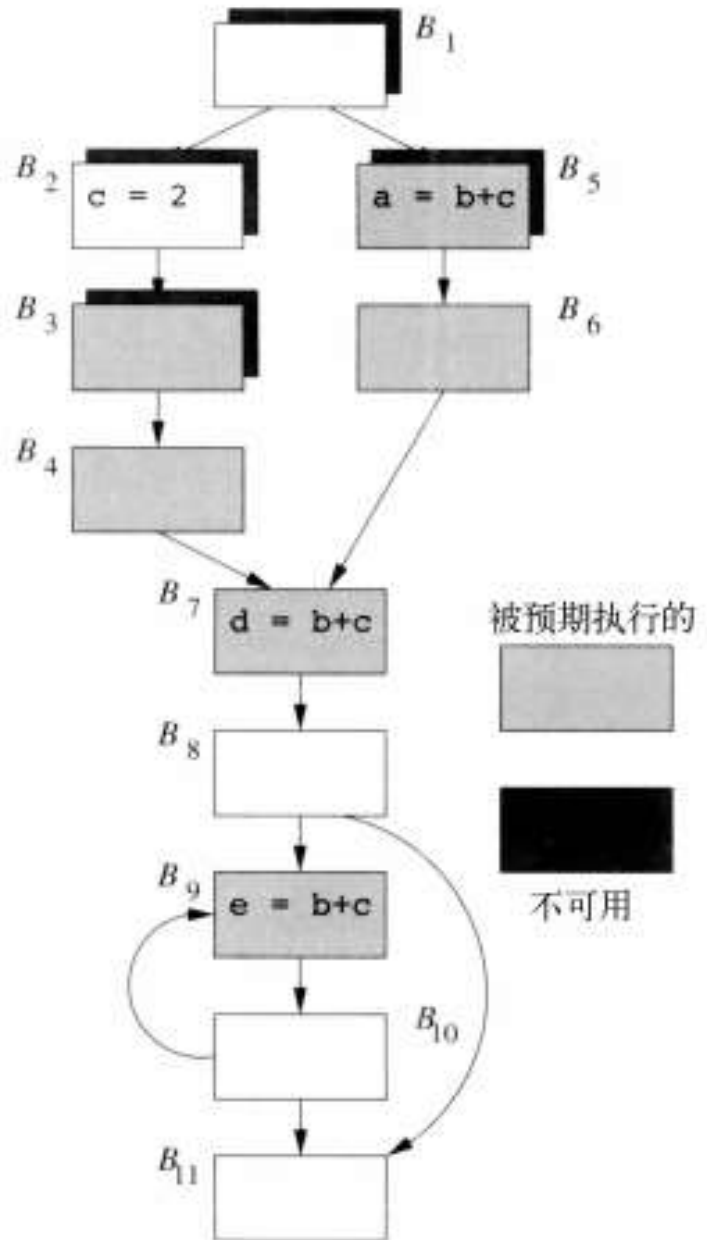 B1
B2
c = 2
a = b+c
B5
B3
B6
B4
B7
d = b+c
被预期执行的
B8
B9
e = b+c
不可用
B10
B11